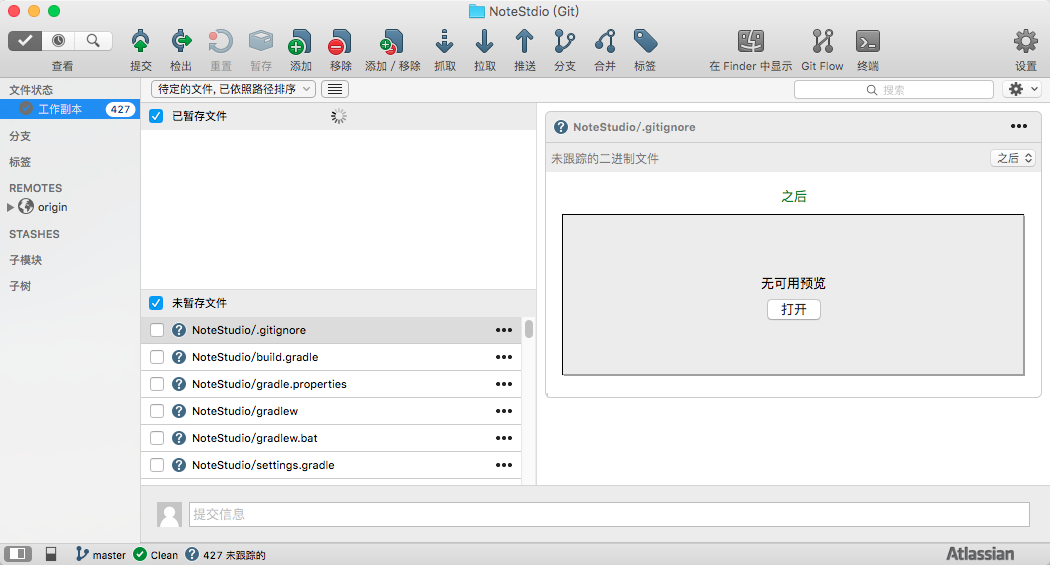 NoteStdio (Git)
查看
提交
检出
重置
暂存
添加
移除
添加 / 移除
抓取
拉取
推送
分支
合并
标签
在 Finder 中显示
Git Flow
终端
设置
文件状态
工作副本 427
分支
标签
REMOTES
origin
STASHES
子模块
子树
待定的文件, 已依照路径排序
搜索
已暂存文件
未暂存文件
NoteStudio/.gitignore
NoteStudio/build.gradle
NoteStudio/gradle.properties
NoteStudio/gradlew
NoteStudio/gradlew.bat
NoteStudio/settings.gradle
NoteStudio/.gitignore
未跟踪的二进制文件
之后
之后
无可用预览
打开
提交信息
master Clean 427 未跟踪的
Atlassian